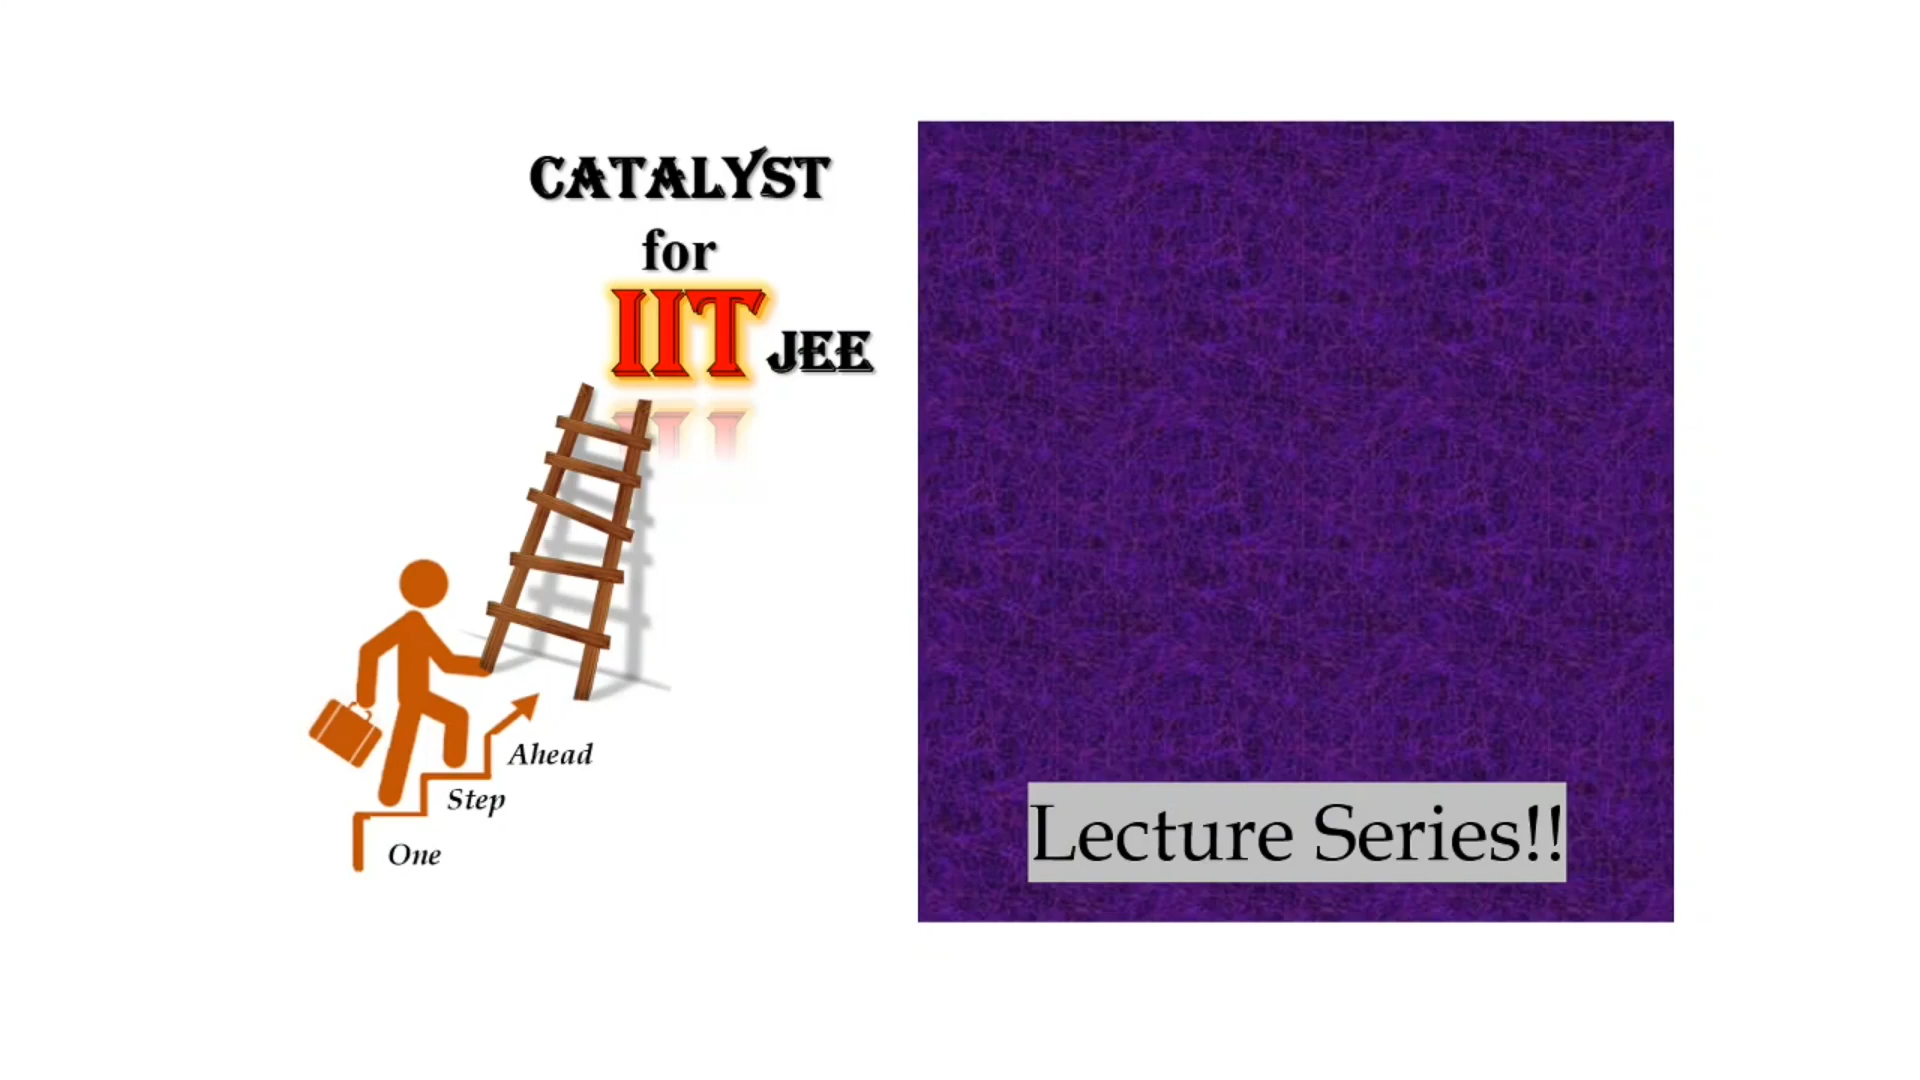 CATALYST
for
IIT JEE
Ahead
Step
One
Lecture Series!!